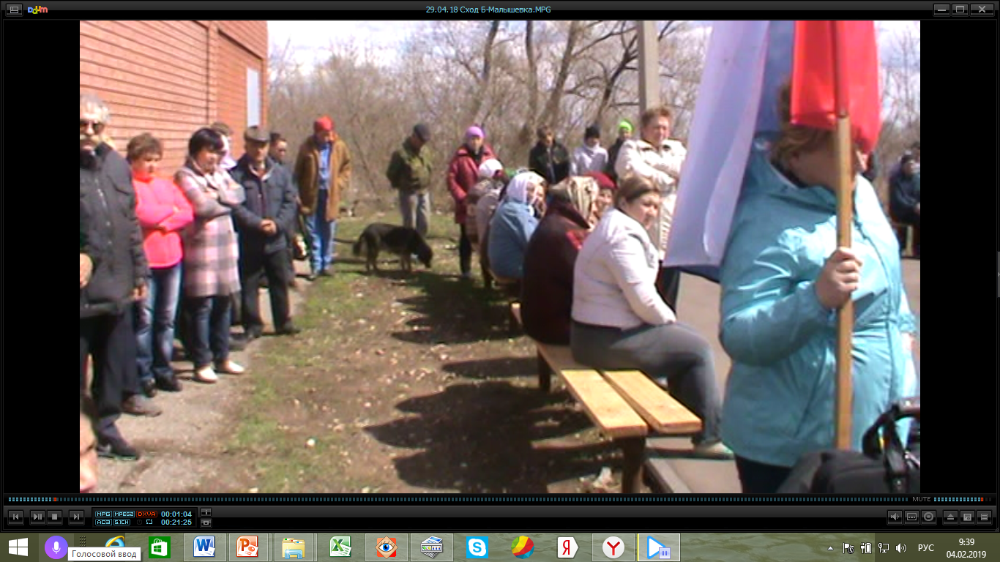 Ddum
29.04.18 Сход Б-Малышевка.MPG
MUTE
MPG MPEG2 DXVA 00:01:04
AC3 5.1CH 00:21:25
Голосовой ввод
РУС
9:39
04.02.2019